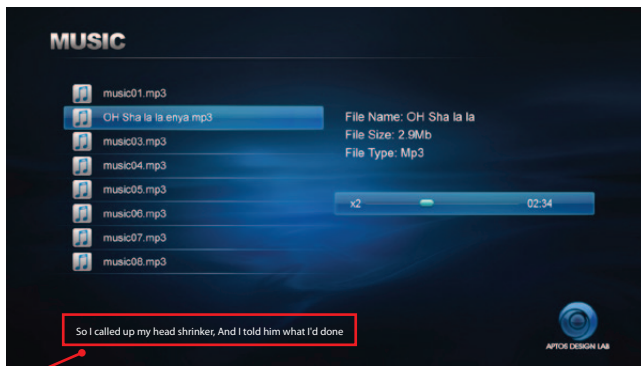 MUSIC
music01.mp3
OH Sha la la.enya mp3
music03.mp3
music04.mp3
music05.mp3
music06.mp3
music07.mp3
music08.mp3
File Name: OH Sha la la
File Size: 2.9Mb
File Type: Mp3
x2 02:34
So I called up my head shrinker, And I told him what I'd done
APTOS DESIGN LAB